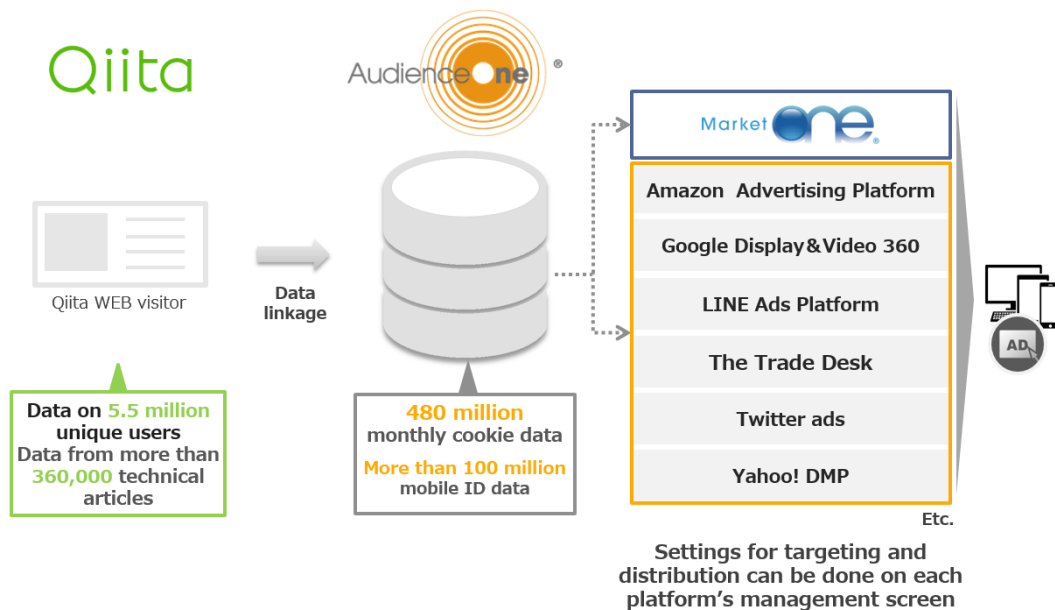 Qiita
AudienceOne ®
Market One ®
Amazon Advertising Platform
Google Display&Video 360
LINE Ads Platform
The Trade Desk
Twitter ads
Yahoo! DMP
Etc.
Qiita WEB visitor
Data
linkage
AD
Data on 5.5 million
unique users
Data from more than
360,000 technical
articles
480 million
monthly cookie data
More than 100 million
mobile ID data
Settings for targeting and
distribution can be done on each
platform's management screen